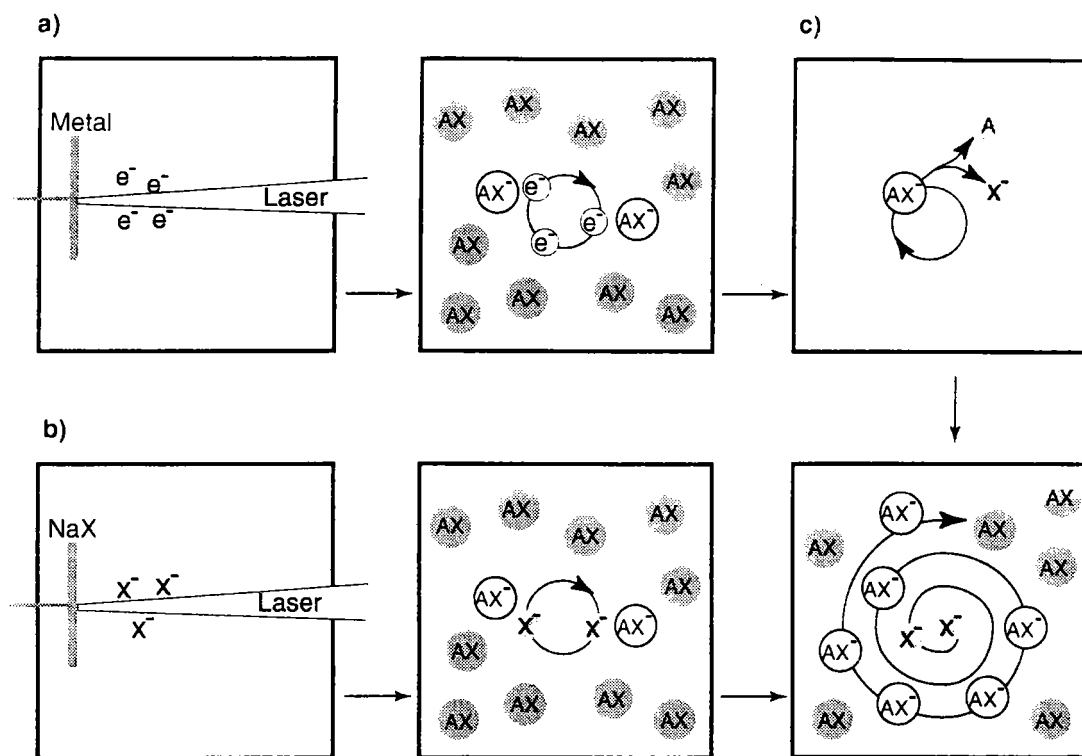 a)
Metal
e⁻ e⁻
e⁻ e⁻
Laser
AX AX AX AX
AX
AX⁻ e⁻ e⁻ e⁻ AX⁻
AX
AX AX AX AX
c)
A
AX⁻
X⁻
b)
NaX
X⁻ X⁻
X⁻
Laser
AX AX AX AX
AX
AX⁻ X⁻ X⁻ AX⁻
AX
AX AX AX AX
AX⁻ AX AX
AX AX
AX⁻
X⁻ X⁻ AX⁻
AX⁻
AX⁻ AX⁻
AX AX